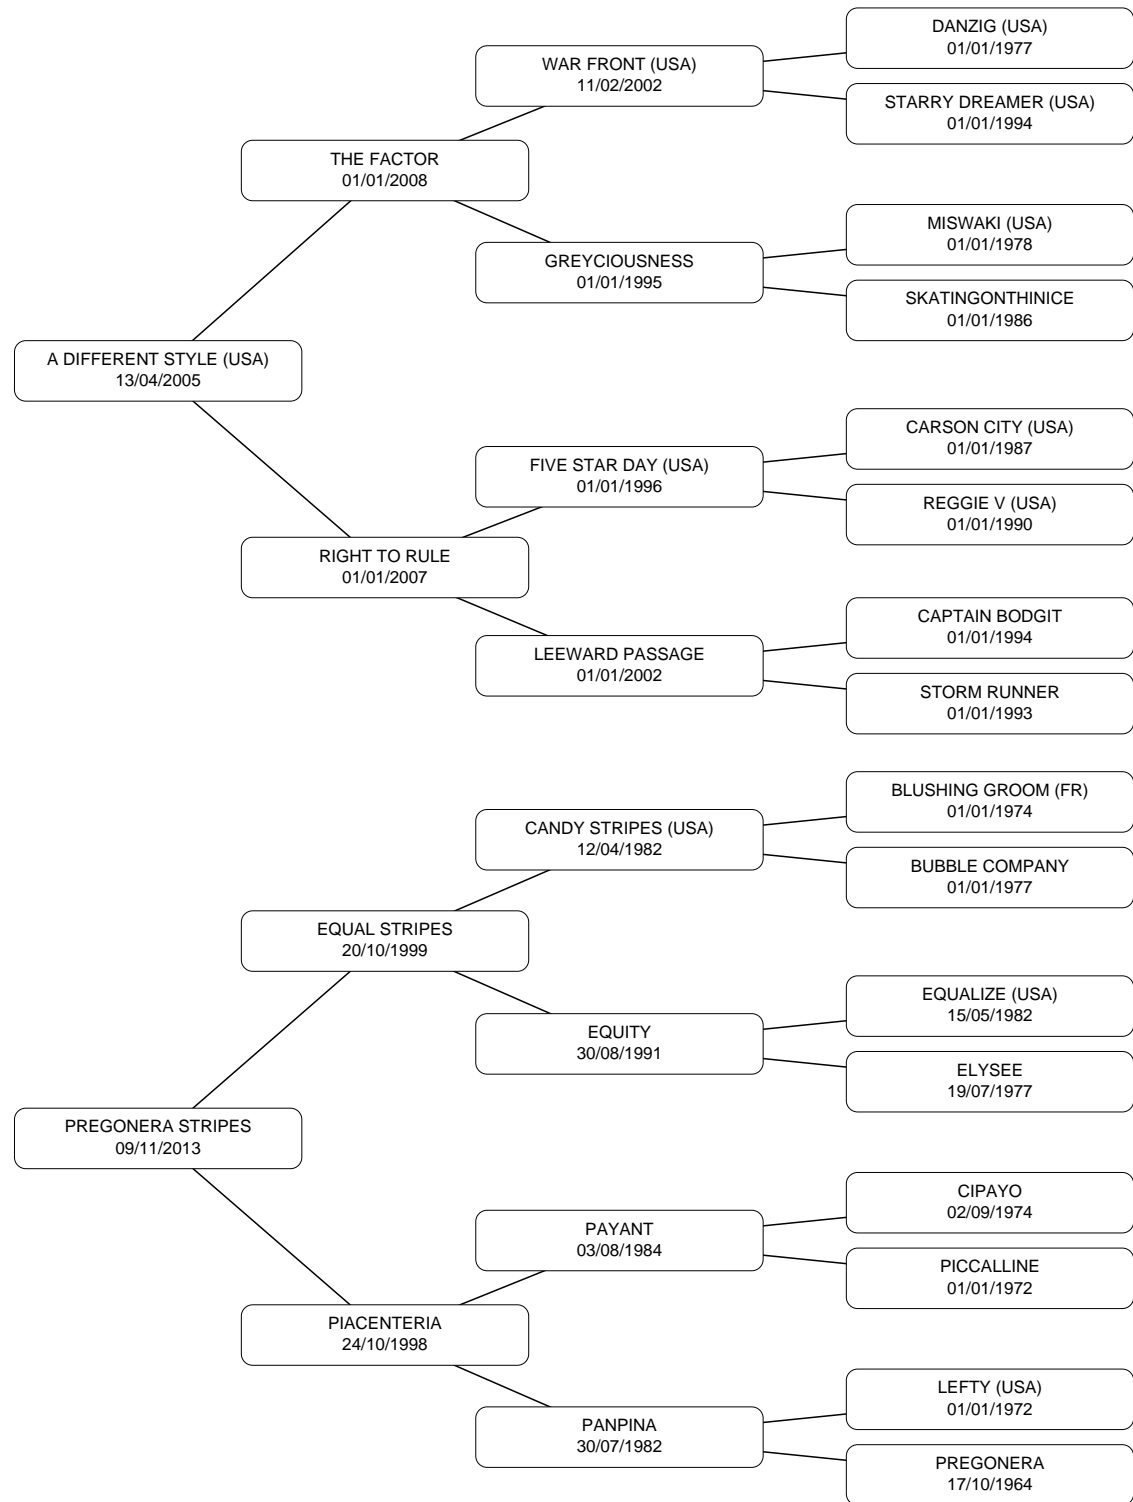 DANZIG (USA)
01/01/1977
WAR FRONT (USA)
11/02/2002
STARRY DREAMER (USA)
01/01/1994
THE FACTOR
01/01/2008
MISWAKI (USA)
01/01/1978
GREYCIOUSNESS
01/01/1995
SKATINGONTHINICE
01/01/1986
A DIFFERENT STYLE (USA)
13/04/2005
CARSON CITY (USA)
01/01/1987
FIVE STAR DAY (USA)
01/01/1996
REGGIE V (USA)
01/01/1990
RIGHT TO RULE
01/01/2007
CAPTAIN BODGIT
01/01/1994
LEEWARD PASSAGE
01/01/2002
STORM RUNNER
01/01/1993
BLUSHING GROOM (FR)
01/01/1974
CANDY STRIPES (USA)
12/04/1982
BUBBLE COMPANY
01/01/1977
EQUAL STRIPES
20/10/1999
EQUALIZE (USA)
15/05/1982
EQUITY
30/08/1991
ELYSEE
19/07/1977
PREGONERA STRIPES
09/11/2013
CIPAYO
02/09/1974
PAYANT
03/08/1984
PICCALLINE
01/01/1972
PIACENTERIA
24/10/1998
LEFTY (USA)
01/01/1972
PANPINA
30/07/1982
PREGONERA
17/10/1964